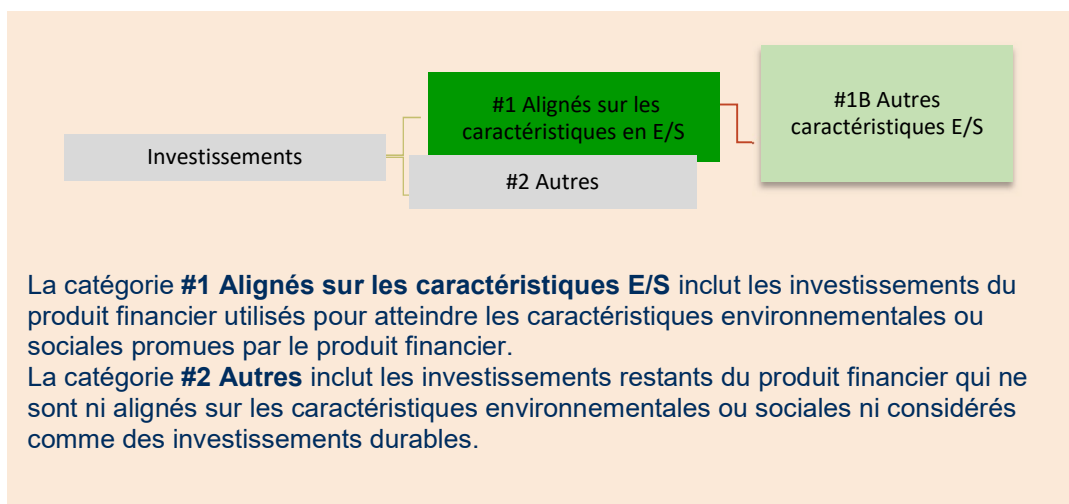 #1 Alignés sur les
caractéristiques en E/S
#1B Autres
caractéristiques E/S
Investissements
#2 Autres
La catégorie #1 Alignés sur les caractéristiques E/S inclut les investissements du
produit financier utilisés pour atteindre les caractéristiques environnementales ou
sociales promues par le produit financier.
La catégorie #2 Autres inclut les investissements restants du produit financier qui ne
sont ni alignés sur les caractéristiques environnementales ou sociales ni considérés
comme des investissements durables.